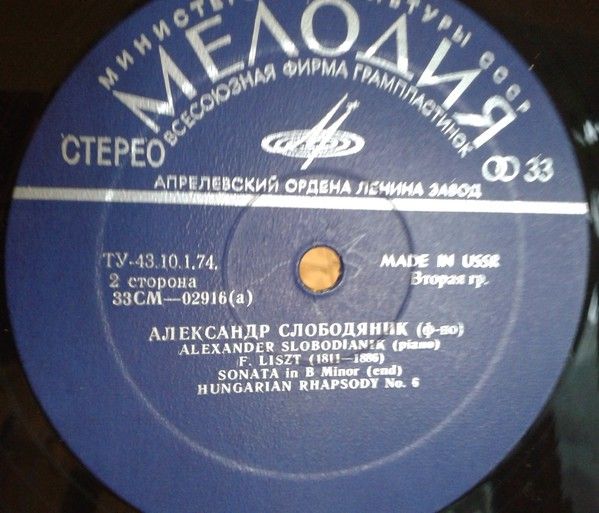 МИНИСТЕРСТВО КУЛЬТУРЫ СССР
МЕЛОДИЯ
ВСЕСОЮЗНАЯ ФИРМА ГРАМПЛАСТИНОК
СТЕРЕО
33
АПРЕЛЕВСКИЙ ОРДЕНА ЛЕНИНА ЗАВОД
ТУ-43.10.1.74.
MADE IN USSR
2 сторона
Вторая гр.
33СМ—02916(а)
АЛЕКСАНДР СЛОБОДЯНИК (ф-но)
ALEXANDER SLOBODIANIK (piano)
F. LISZT (1811—1886)
SONATA in B Minor (end)
HUNGARIAN RHAPSODY No. 6